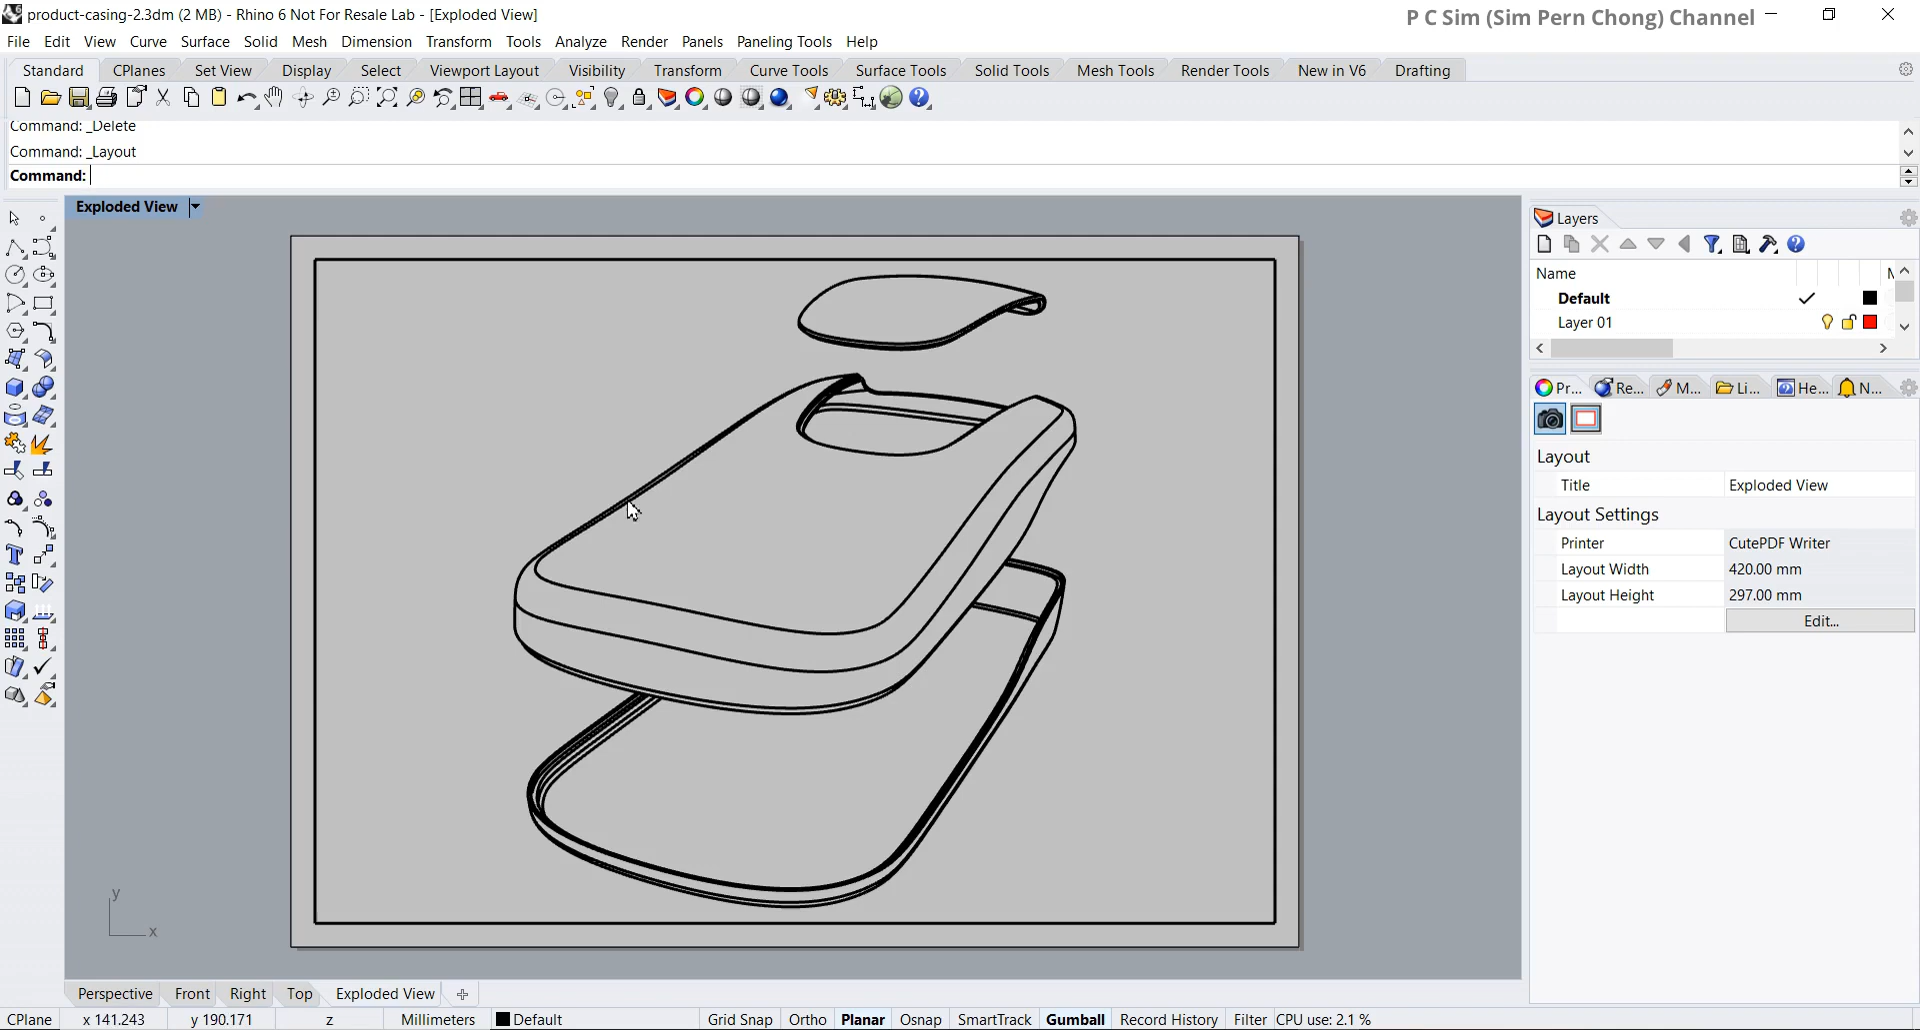 product-casing-2.3dm (2 MB) - Rhino 6 Not For Resale Lab - [Exploded View]
P C Sim (Sim Pern Chong) Channel
File Edit View Curve Surface Solid Mesh Dimension Transform Tools Analyze Render Panels Paneling Tools Help
Standard CPlanes Set View Display Select Viewport Layout Visibility Transform Curve Tools Surface Tools Solid Tools Mesh Tools Render Tools New in V6 Drafting
Command: _Delete
Command: _Layout
Command:
Exploded View
Layers
Name M
Default
Layer 01
Pr... Re... M... Li... He... N...
Layout
Title Exploded View
Layout Settings
Printer CutePDF Writer
Layout Width 420.00 mm
Layout Height 297.00 mm
Edit...
y
x
Perspective Front Right Top Exploded View
CPlane x 141.243 y 190.171 z Millimeters Default Grid Snap Ortho Planar Osnap SmartTrack Gumball Record History Filter CPU use: 2.1 %